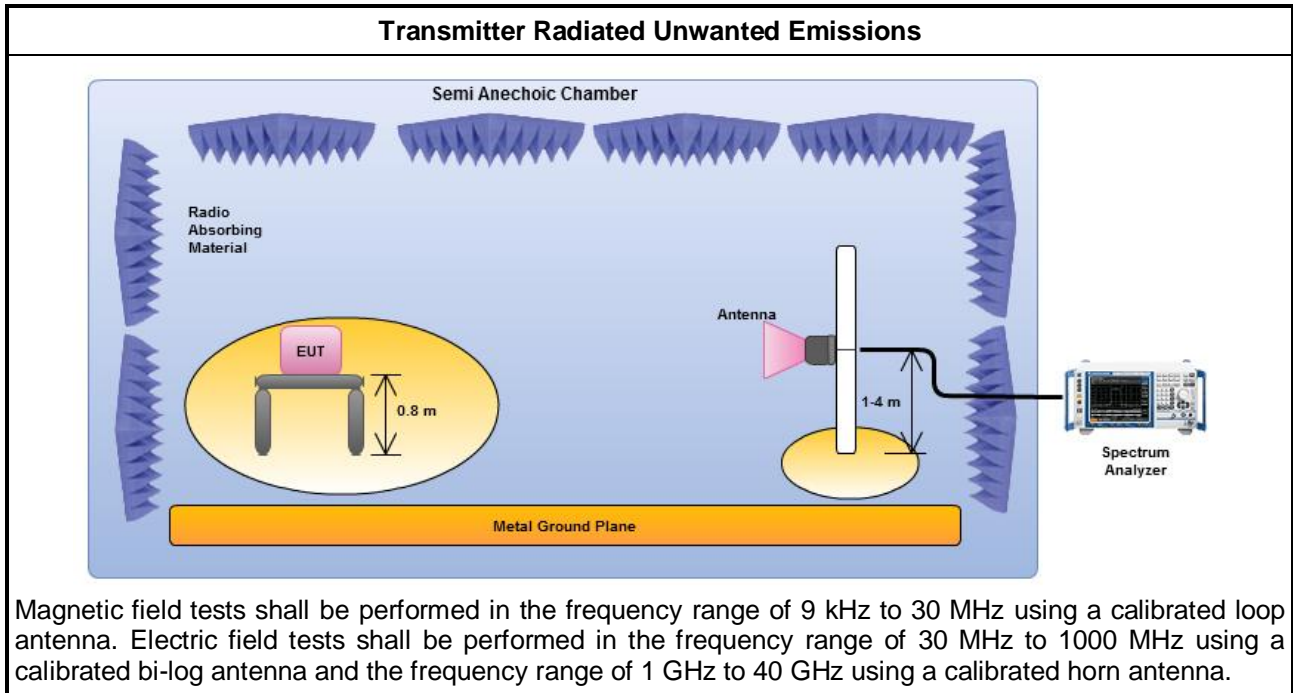 Transmitter Radiated Unwanted Emissions
Semi Anechoic Chamber
Radio
Absorbing
Material
Antenna
EUT
0.8 m
1-4 m
Spectrum
Analyzer
Metal Ground Plane
Magnetic field tests shall be performed in the frequency range of 9 kHz to 30 MHz using a calibrated loop
antenna. Electric field tests shall be performed in the frequency range of 30 MHz to 1000 MHz using a
calibrated bi-log antenna and the frequency range of 1 GHz to 40 GHz using a calibrated horn antenna.